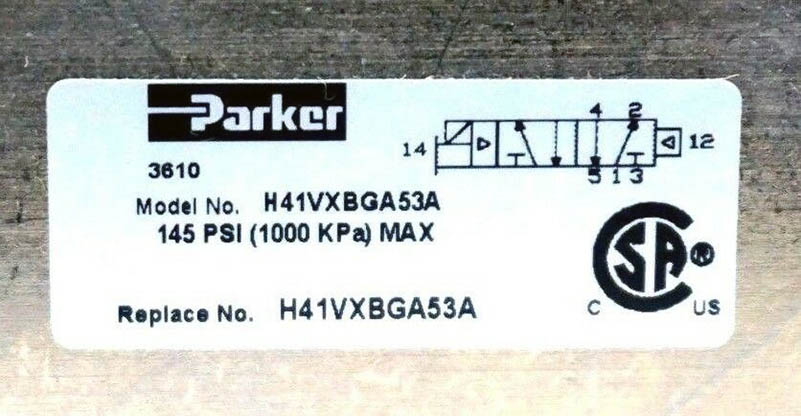 Parker
3610
Model No. H41VXBGA53A
145 PSI (1000 KPa) MAX
Replace No. H41VXBGA53A
14
4 2
12
5 1 3
CSA ®
C US